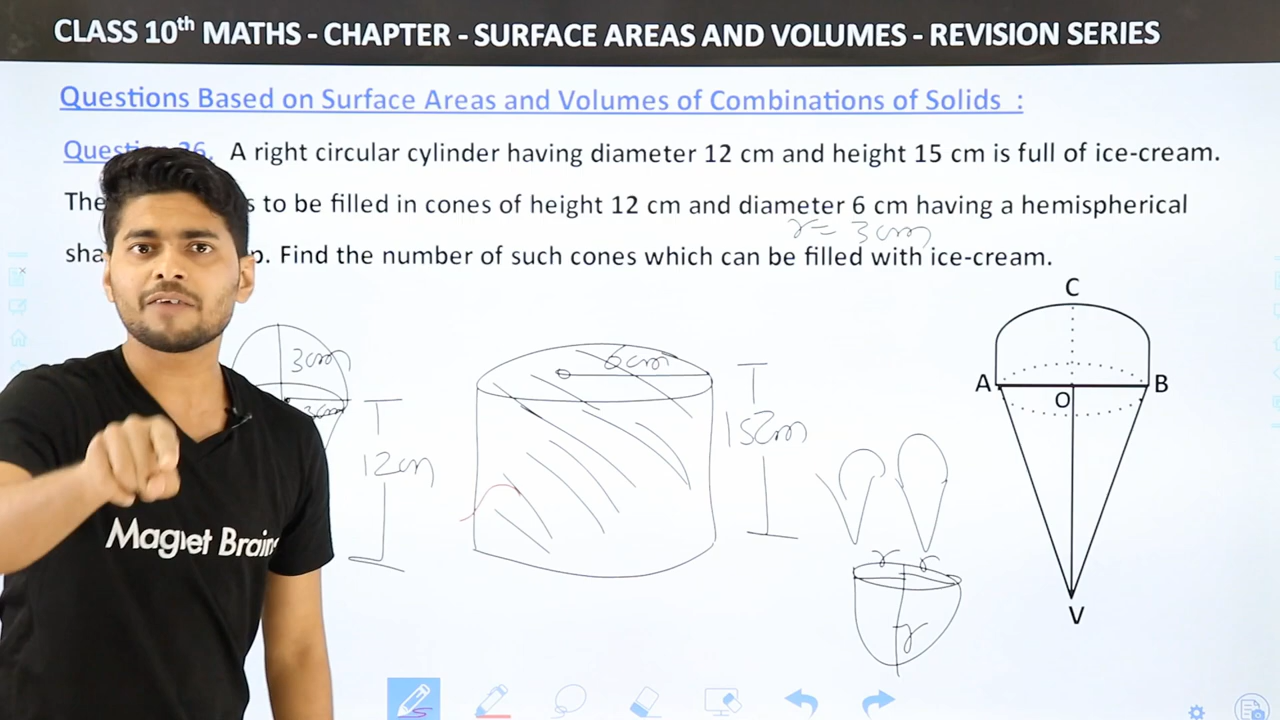 CLASS 10th MATHS - CHAPTER - SURFACE AREAS AND VOLUMES - REVISION SERIES
Questions Based on Surface Areas and Volumes of Combinations of Solids :
26. A right circular cylinder having diameter 12 cm and height 15 cm is full of ice-cream.
to be filled in cones of height 12 cm and diameter 6 cm having a hemispherical
r = 3cm
Find the number of such cones which can be filled with ice-cream.
C
3cm
6cm
A
B
3cm
O
15cm
12cm
Magnet Brains
r r
r
V